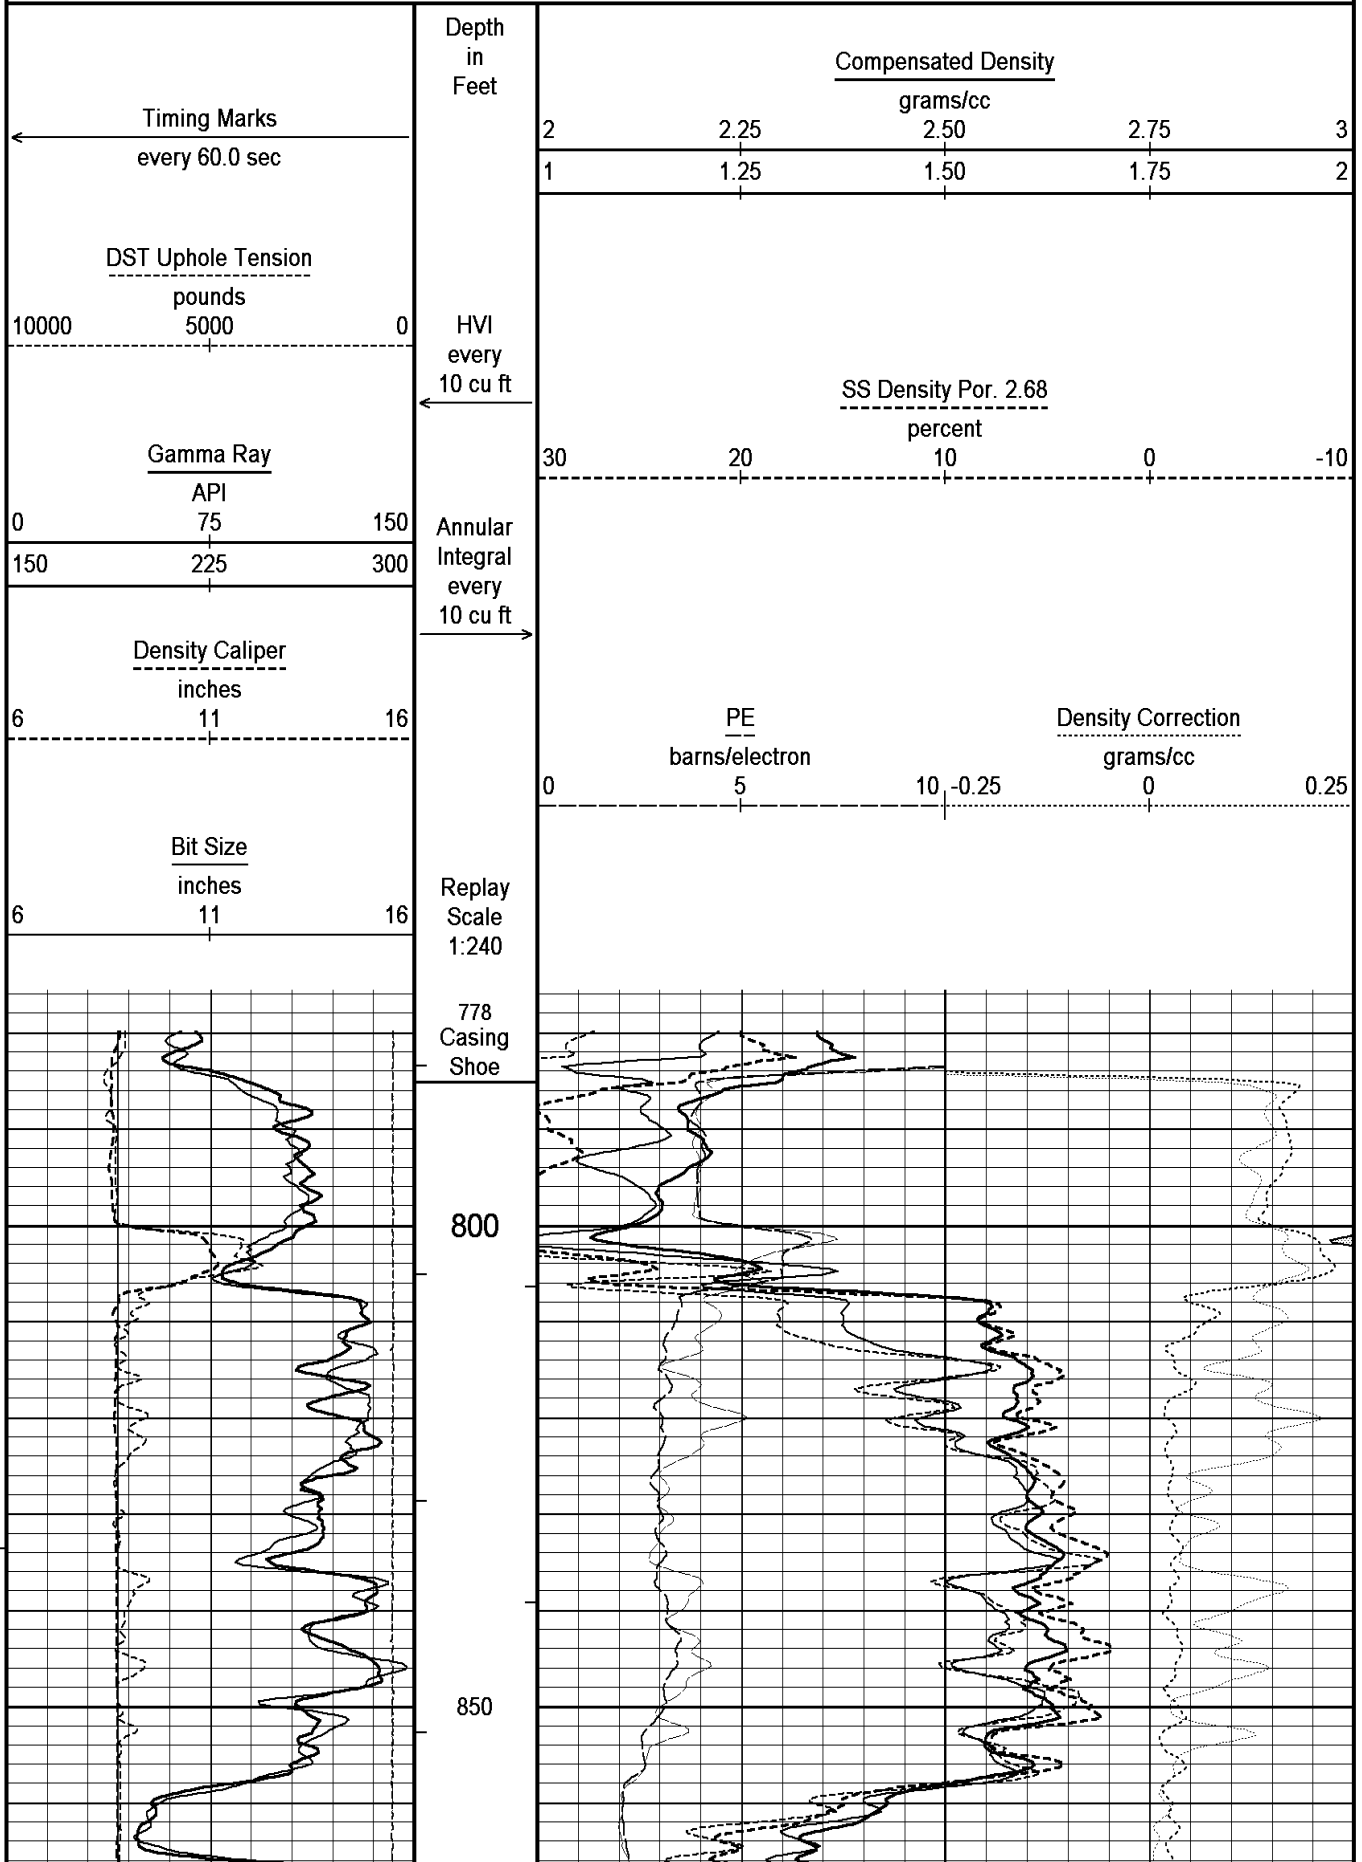 Timing Marks
every 60.0 sec
DST Uphole Tension
pounds
10000 5000 0
Gamma Ray
API
0 75 150
150 225 300
Density Caliper
inches
6 11 16
Bit Size
inches
6 11 16
Depth
in
Feet
HVI
every
10 cu ft
Annular
Integral
every
10 cu ft
Replay
Scale
1:240
778
Casing
Shoe
800
850
Compensated Density
grams/cc
2 2.25 2.50 2.75 3
1 1.25 1.50 1.75 2
SS Density Por. 2.68
percent
30 20 10 0 -10
PE
barns/electron
0 5 10
Density Correction
grams/cc
-0.25 0 0.25